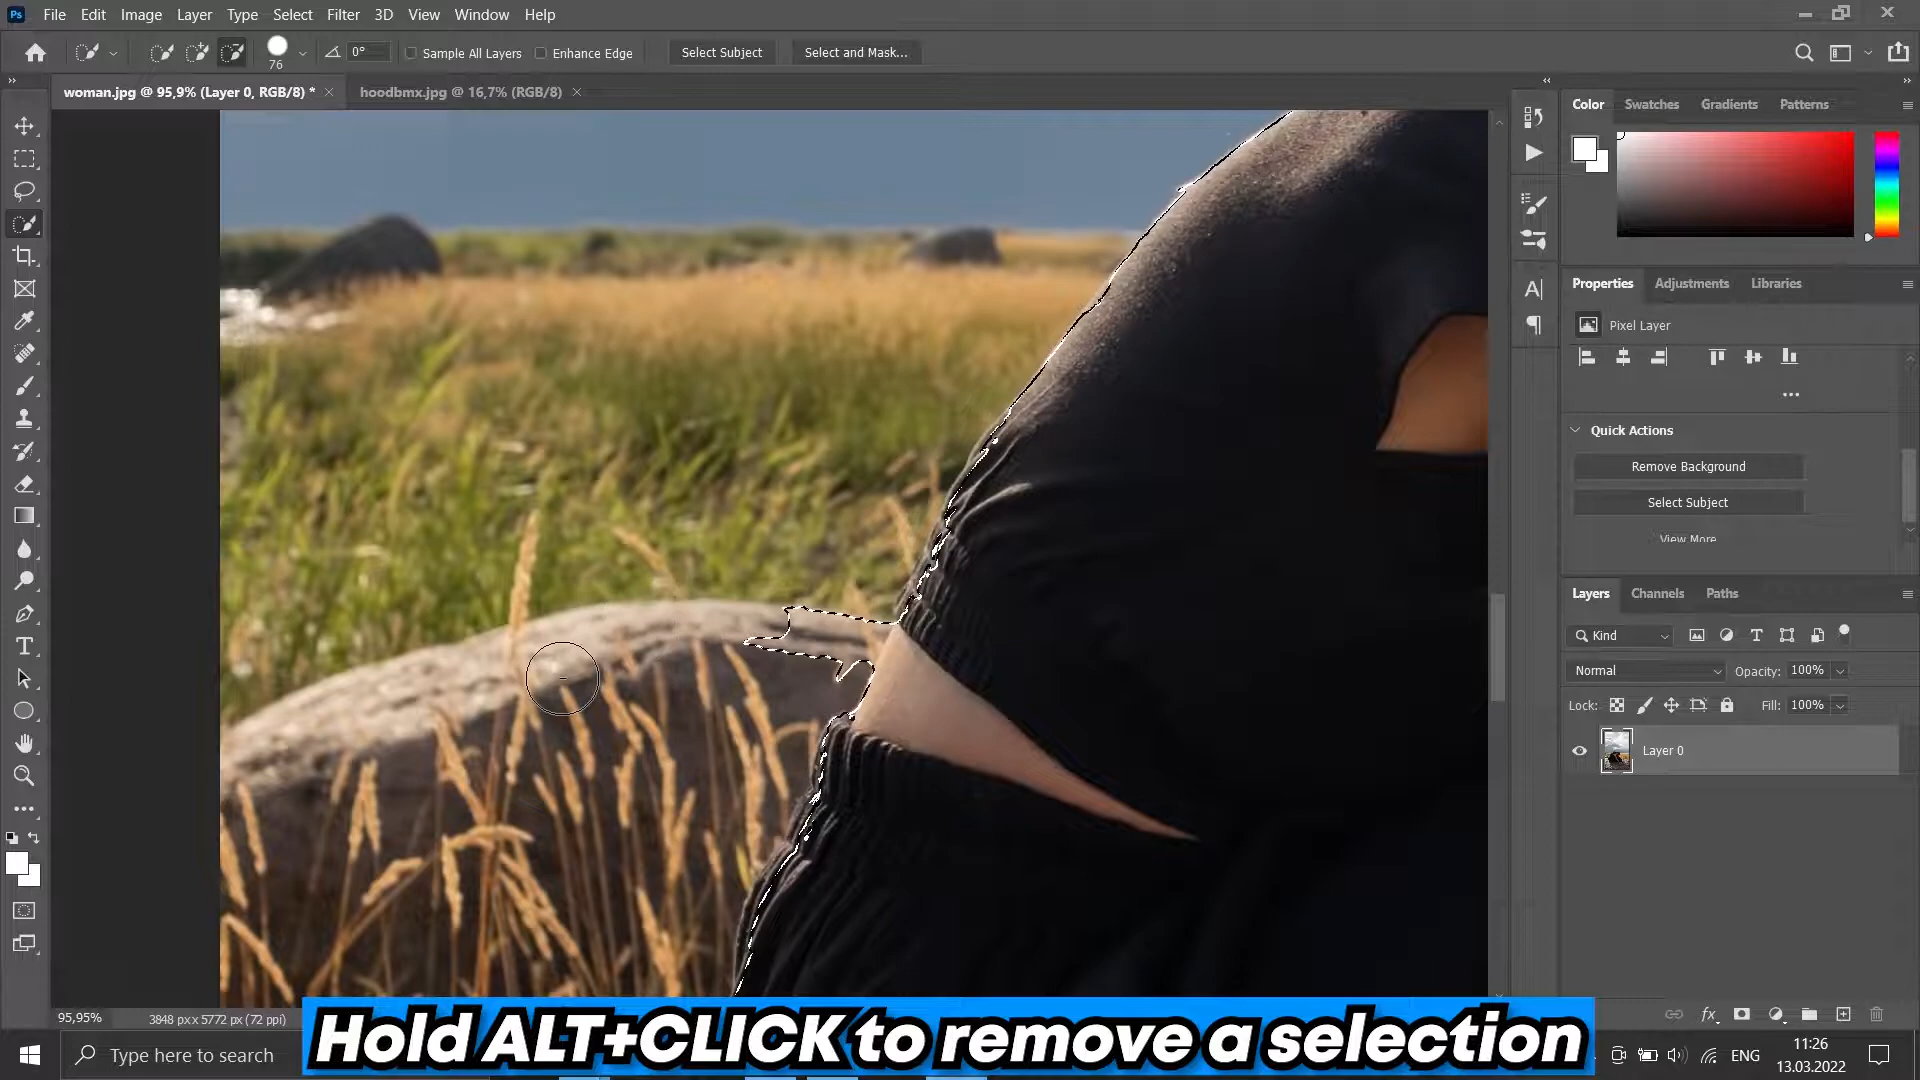 Ps File Edit Image Layer Type Select Filter 3D View Window Help
76 0° Sample All Layers Enhance Edge Select Subject Select and Mask...
woman.jpg @ 95,9% (Layer 0, RGB/8) * hoodbmx.jpg @ 16,7% (RGB/8)
Color Swatches Gradients Patterns
Properties Adjustments Libraries
Pixel Layer
Quick Actions
Remove Background
Select Subject
View More
Layers Channels Paths
Kind
Normal Opacity: 100%
Lock: Fill: 100%
Layer 0
95,95% 3848 px x 5772 px (72 ppi)
Hold ALT+CLICK to remove a selection
Type here to search
ENG 11:26
13.03.2022